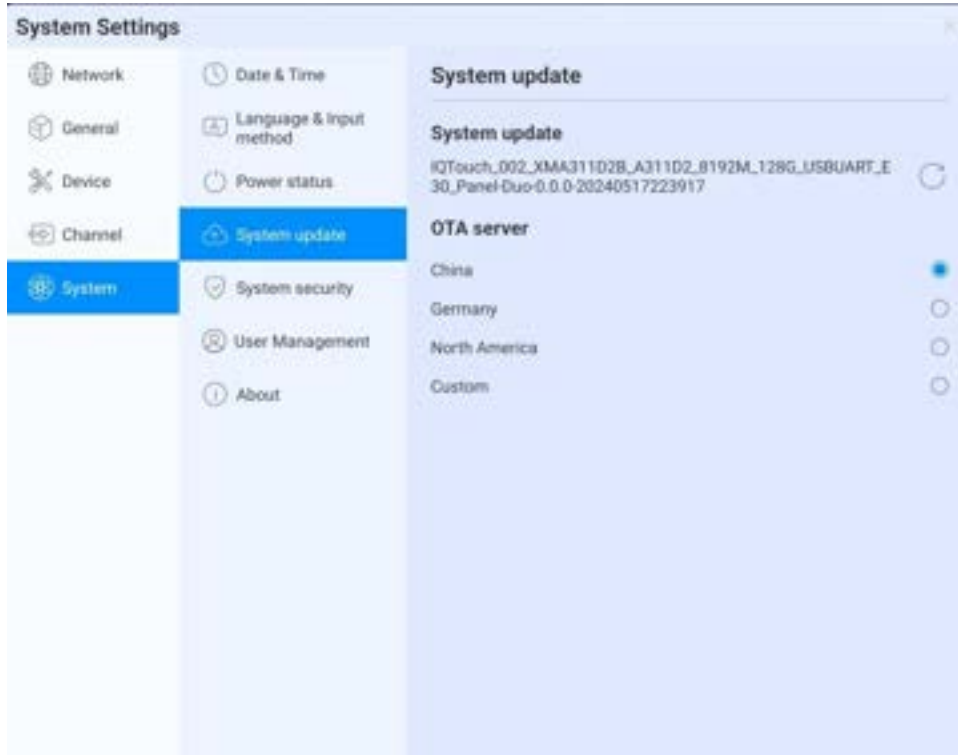 System Settings
Network
General
Device
Channel
System
Date & Time
Language & Input
method
Power status
System update
System security
User Management
About
System update
System update
IQTouch_002_XMA311D2B_A311D2_8192M_128G_USBUART_E
30_Panel-Duo-0.0.0-20240517223917
OTA server
China
Germany
North America
Custom